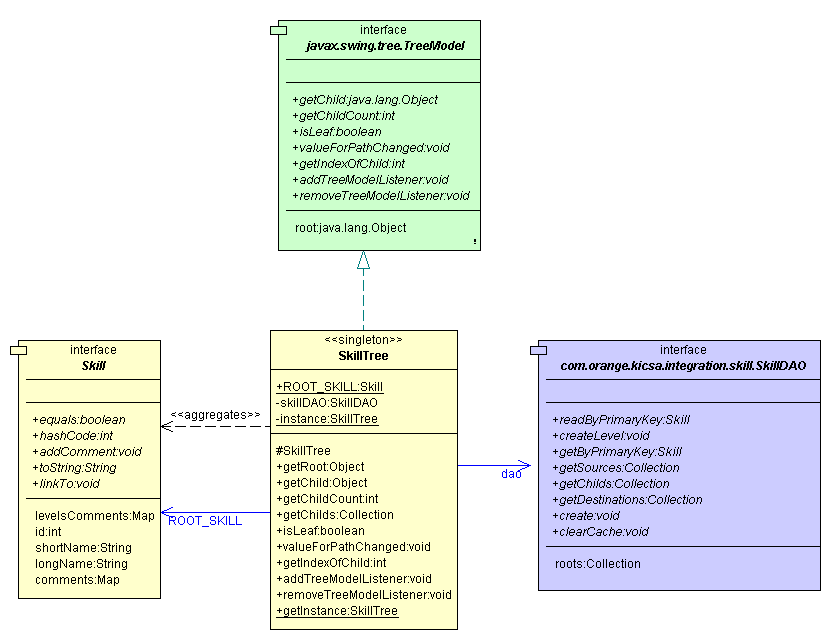 interface
javax.swing.tree.TreeModel
+getChild:java.lang.Object
+getChildCount:int
+isLeaf:boolean
+valueForPathChanged:void
+getIndexOfChild:int
+addTreeModelListener:void
+removeTreeModelListener:void
root:java.lang.Object
!
interface
Skill
+equals:boolean
+hashCode:int
+addComment:void
+toString:String
+linkTo:void
levelsComments:Map
id:int
shortName:String
longName:String
comments:Map
<<aggregates>>
ROOT_SKILL
<<singleton>>
SkillTree
+ROOT_SKILL:Skill
-skillDAO:SkillDAO
-instance:SkillTree
#SkillTree
+getRoot:Object
+getChild:Object
+getChildCount:int
+getChilds:Collection
+isLeaf:boolean
+valueForPathChanged:void
+getIndexOfChild:int
+addTreeModelListener:void
+removeTreeModelListener:void
+getInstance:SkillTree
dao
interface
com.orange.kicsa.integration.skill.SkillDAO
+readByPrimaryKey:Skill
+createLevel:void
+getByPrimaryKey:Skill
+getSources:Collection
+getChilds:Collection
+getDestinations:Collection
+create:void
+clearCache:void
roots:Collection